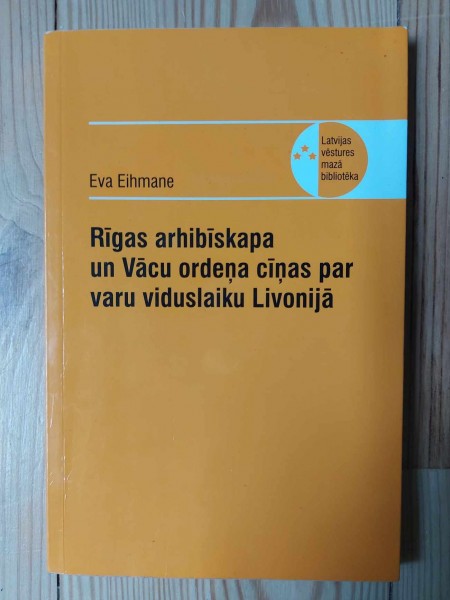 Latvijas
vēstures
mazā
bibliotēka
Eva Eihmane
Rīgas arhibīskapa
un Vācu ordeņa cīņas par
varu viduslaiku Livonijā